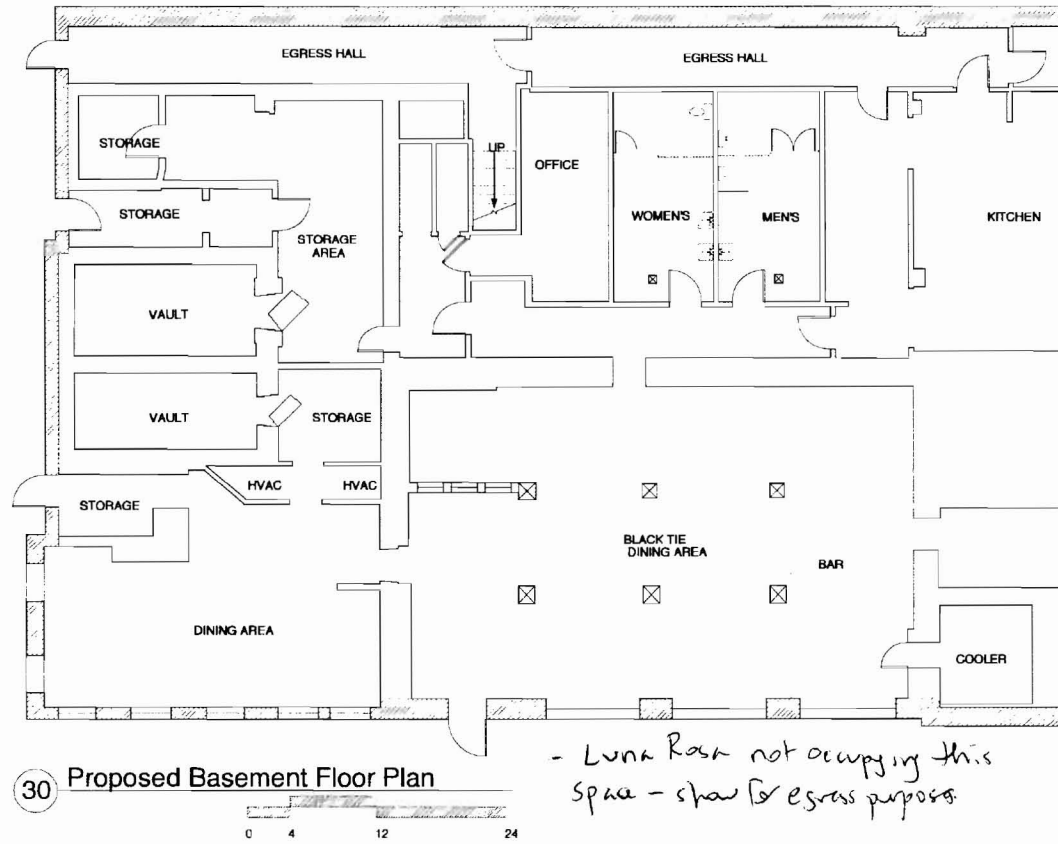 EGRESS HALL
EGRESS HALL
STORAGE
UP
OFFICE
STORAGE
WOMEN'S
MEN'S
KITCHEN
STORAGE
AREA
VAULT
VAULT
STORAGE
HVAC
HVAC
STORAGE
BLACK TIE
DINING AREA
BAR
DINING AREA
COOLER
- Luna Rosa not occupying this
space - show for egress purposes.
30 Proposed Basement Floor Plan
0 4 12 24